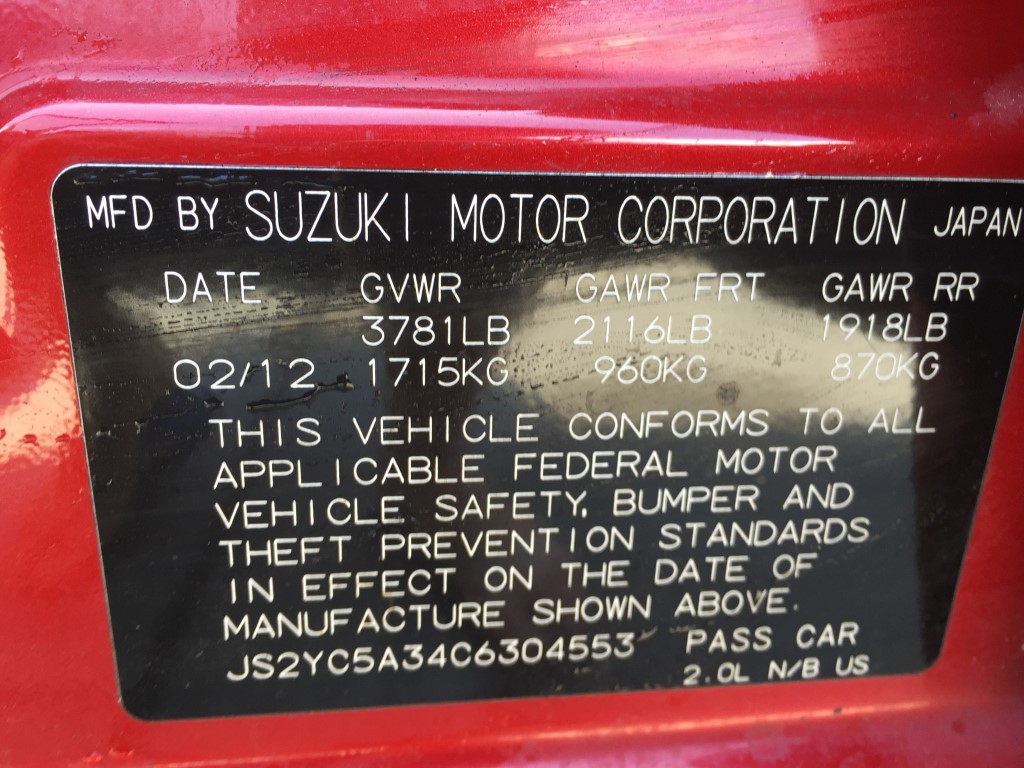 MFD BY SUZUKI MOTOR CORPORATION JAPAN
DATE GVWR GAWR FRT GAWR RR
3781LB 2116LB 1918LB
02/12 1715KG 960KG 870KG
THIS VEHICLE CONFORMS TO ALL
APPLICABLE FEDERAL MOTOR
VEHICLE SAFETY, BUMPER AND
THEFT PREVENTION STANDARDS
IN EFFECT ON THE DATE OF
MANUFACTURE SHOWN ABOVE.
JS2YC5A34C6304553 PASS CAR
2.0L N/B US